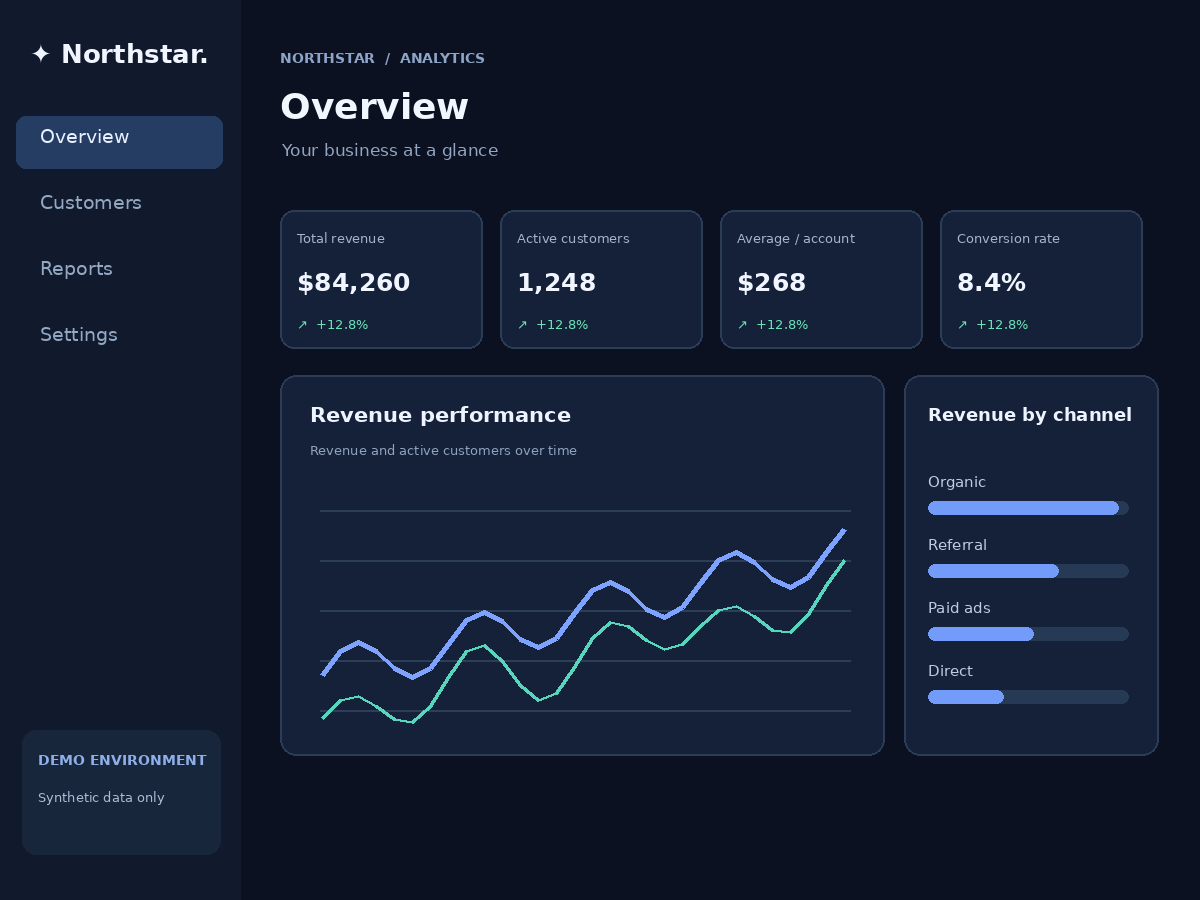 ✦ Northstar.
Overview
Customers
Reports
Settings
DEMO ENVIRONMENT
Synthetic data only
NORTHSTAR / ANALYTICS
Overview
Your business at a glance
Total revenue
$84,260
↗ +12.8%
Active customers
1,248
↗ +12.8%
Average / account
$268
↗ +12.8%
Conversion rate
8.4%
↗ +12.8%
Revenue performance
Revenue and active customers over time
Revenue by channel
Organic
Referral
Paid ads
Direct